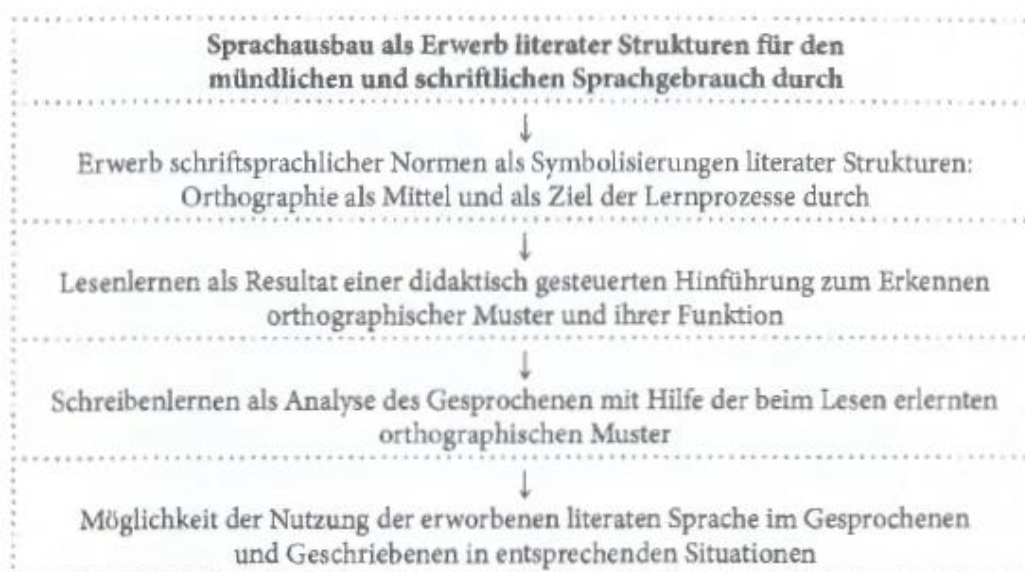 Sprachausbau als Erwerb literater Strukturen für den
mündlichen und schriftlichen Sprachgebrauch durch
↓
Erwerb schriftsprachlicher Normen als Symbolisierungen literater Strukturen:
Orthographie als Mittel und als Ziel der Lernprozesse durch
↓
Lesenlernen als Resultat einer didaktisch gesteuerten Hinführung zum Erkennen
orthographischer Muster und ihrer Funktion
↓
Schreibenlernen als Analyse des Gesprochenen mit Hilfe der beim Lesen erlernten
orthographischen Muster
↓
Möglichkeit der Nutzung der erworbenen literaten Sprache im Gesprochenen
und Geschriebenen in entsprechenden Situationen